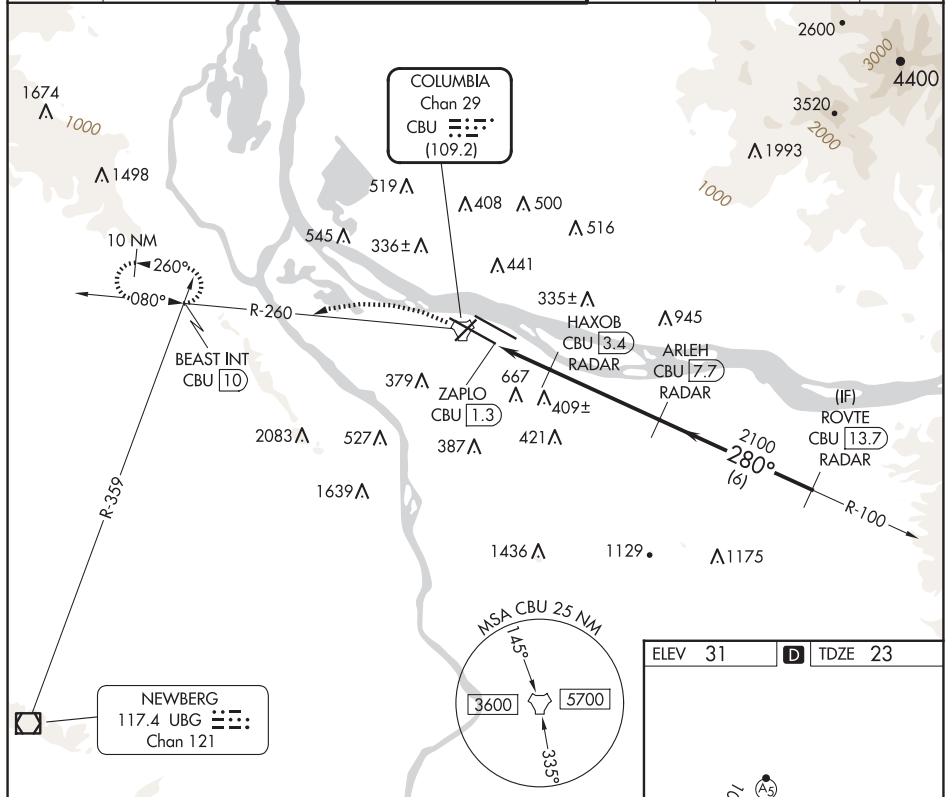 2600
3000
4400
1674
1000
COLUMBIA
Chan 29
CBU
(109.2)
3520
2000
1993
1498
519
408
500
1000
545
336±
516
10 NM
260°
441
080°
R-260
335±
945
HAXOB
CBU 3.4
RADAR
ARLEH
CBU 7.7
RADAR
BEAST INT
CBU 10
379
ZAPLO
CBU 1.3
667
409±
(IF)
ROVTE
CBU 13.7
RADAR
2083
527
387
421
2100
280°
(6)
R-100
1639
R-359
1436
1129
1175
MSA CBU 25 NM
145°
3600
5700
335°
NEWBERG
117.4 UBG
Chan 121
ELEV 31
D
TDZE 23
A5